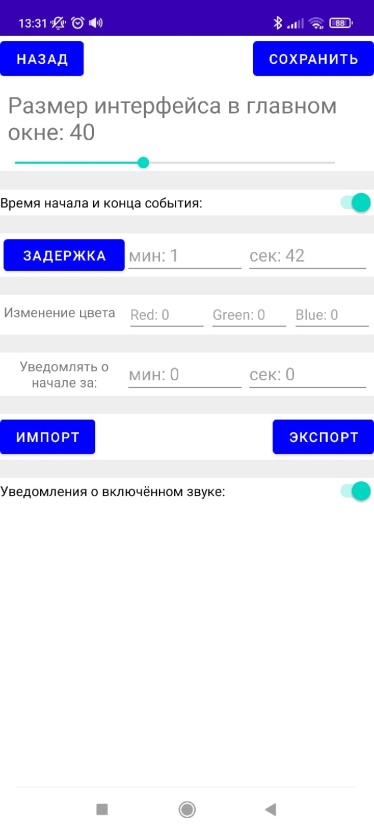 13:31 88
НАЗАД СОХРАНИТЬ
Размер интерфейса в главном
окне: 40
Время начала и конца события:
ЗАДЕРЖКА мин: 1 сек: 42
Изменение цвета Red: 0 Green: 0 Blue: 0
Уведомлять о
начале за: мин: 0 сек: 0
ИМПОРТ ЭКСПОРТ
Уведомления о включённом звуке: